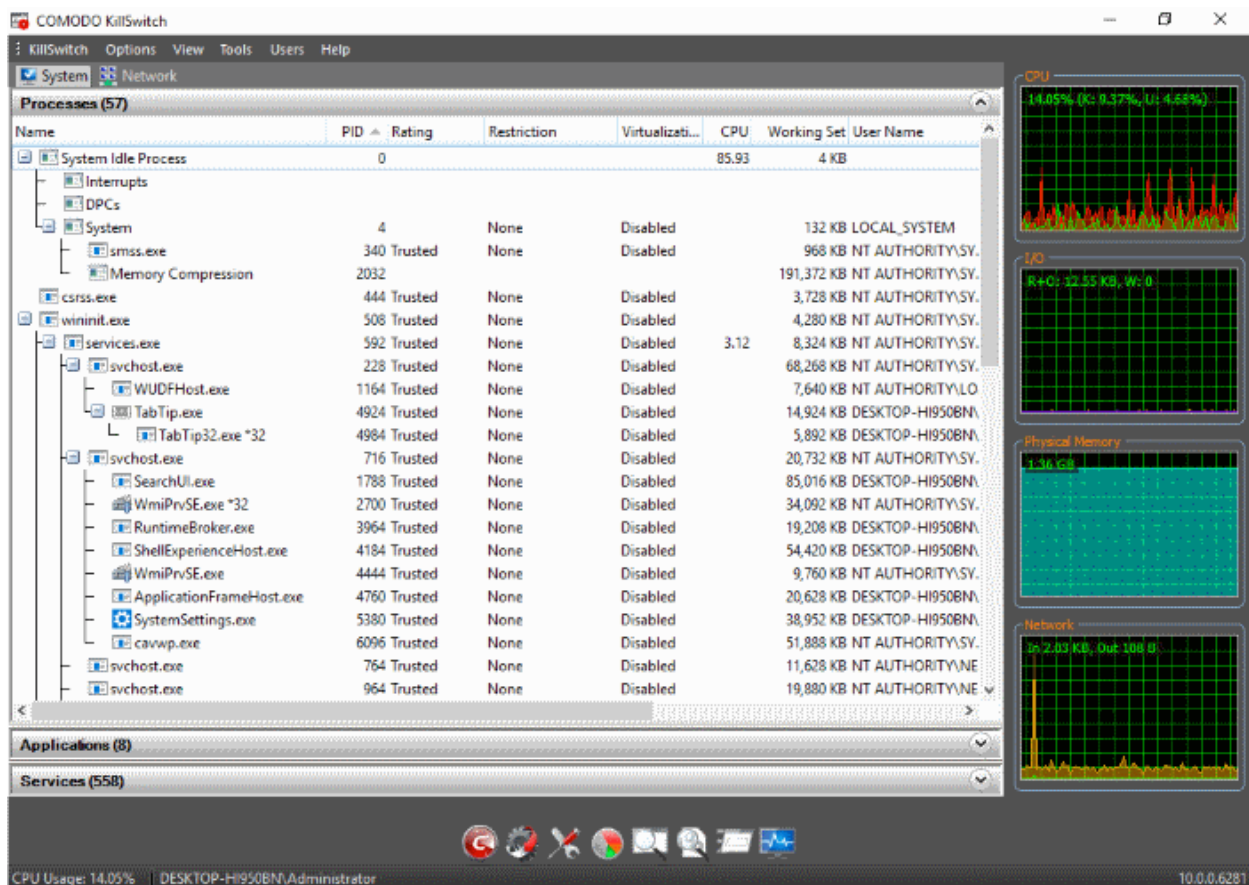 COMODO KillSwitch
KillSwitch Options View Tools Users Help
System Network
Processes (57)
Name PID Rating Restriction Virtualizati... CPU Working Set User Name
System Idle Process 0 85.93 4 KB
Interrupts
DPCs
System 4 None Disabled 132 KB LOCAL_SYSTEM
smss.exe 340 Trusted None Disabled 968 KB NT AUTHORITY\SY.
Memory Compression 2032 191,372 KB NT AUTHORITY\SY.
csrss.exe 444 Trusted None Disabled 3,728 KB NT AUTHORITY\SY.
wininit.exe 508 Trusted None Disabled 4,280 KB NT AUTHORITY\SY.
services.exe 592 Trusted None Disabled 3.12 8,324 KB NT AUTHORITY\SY.
svchost.exe 228 Trusted None Disabled 68,268 KB NT AUTHORITY\SY.
WUDFHost.exe 1164 Trusted None Disabled 7,640 KB NT AUTHORITY\LO
TabTip.exe 4924 Trusted None Disabled 14,924 KB DESKTOP-HI950BN\
TabTip32.exe *32 4984 Trusted None Disabled 5,892 KB DESKTOP-HI950BN\
svchost.exe 716 Trusted None Disabled 20,732 KB NT AUTHORITY\SY.
SearchUI.exe 1788 Trusted None Disabled 85,016 KB DESKTOP-HI950BN\
WmiPrvSE.exe *32 2700 Trusted None Disabled 34,092 KB NT AUTHORITY\SY.
RuntimeBroker.exe 3964 Trusted None Disabled 19,208 KB DESKTOP-HI950BN\
ShellExperienceHost.exe 4184 Trusted None Disabled 54,420 KB DESKTOP-HI950BN\
WmiPrvSE.exe 4444 Trusted None Disabled 9,760 KB NT AUTHORITY\SY.
ApplicationFrameHost.exe 4760 Trusted None Disabled 20,628 KB DESKTOP-HI950BN\
SystemSettings.exe 5380 Trusted None Disabled 38,952 KB DESKTOP-HI950BN\
cavwp.exe 6096 Trusted None Disabled 51,888 KB NT AUTHORITY\SY.
svchost.exe 764 Trusted None Disabled 11,628 KB NT AUTHORITY\NE
svchost.exe 964 Trusted None Disabled 19,880 KB NT AUTHORITY\NE
Applications (8)
Services (558)
CPU
14.05% (K: 9.37%, U: 4.68%)
I/O
R+O: 12.55 KB, W: 0
Physical Memory
1.36 GB
Network
In 2.03 KB, Out 108 B
CPU Usage: 14.05% DESKTOP-HI950BN\Administrator 10.0.0.6281